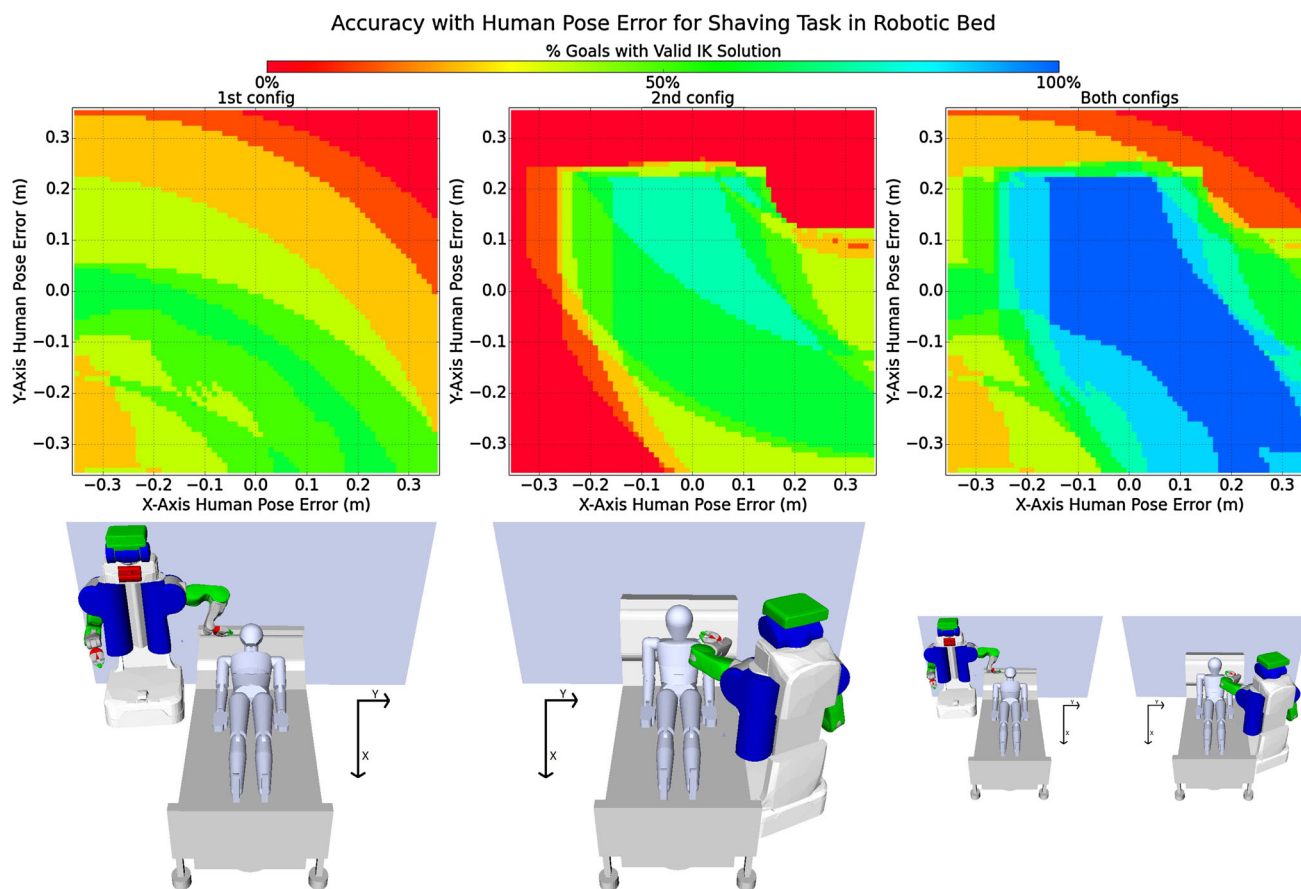 Accuracy with Human Pose Error for Shaving Task in Robotic Bed
% Goals with Valid IK Solution
0% 50% 100%
1st config 2nd config Both configs
Y-Axis Human Pose Error (m)
0.3
0.2
0.1
0.0
−0.1
−0.2
−0.3
−0.3 −0.2 −0.1 0.0 0.1 0.2 0.3
X-Axis Human Pose Error (m)
Y-Axis Human Pose Error (m)
0.3
0.2
0.1
0.0
−0.1
−0.2
−0.3
−0.3 −0.2 −0.1 0.0 0.1 0.2 0.3
X-Axis Human Pose Error (m)
Y-Axis Human Pose Error (m)
0.3
0.2
0.1
0.0
−0.1
−0.2
−0.3
−0.3 −0.2 −0.1 0.0 0.1 0.2 0.3
X-Axis Human Pose Error (m)
Y
X
Y
X
Y
X
Y
X